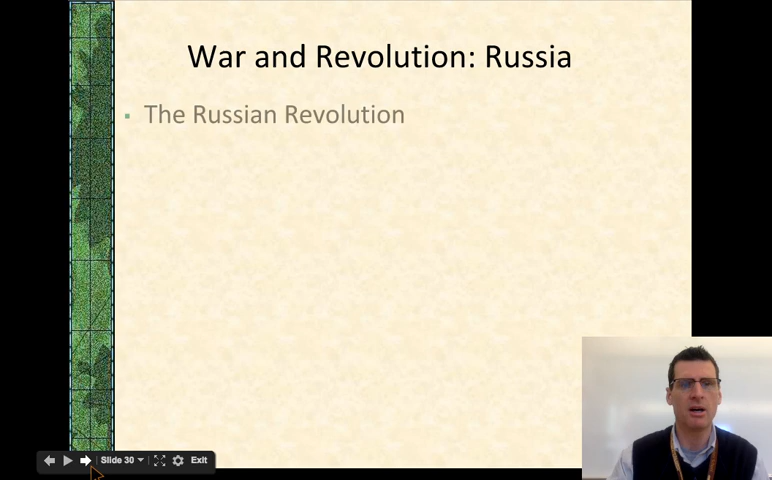 War and Revolution: Russia
The Russian Revolution
Slide 30
Exit